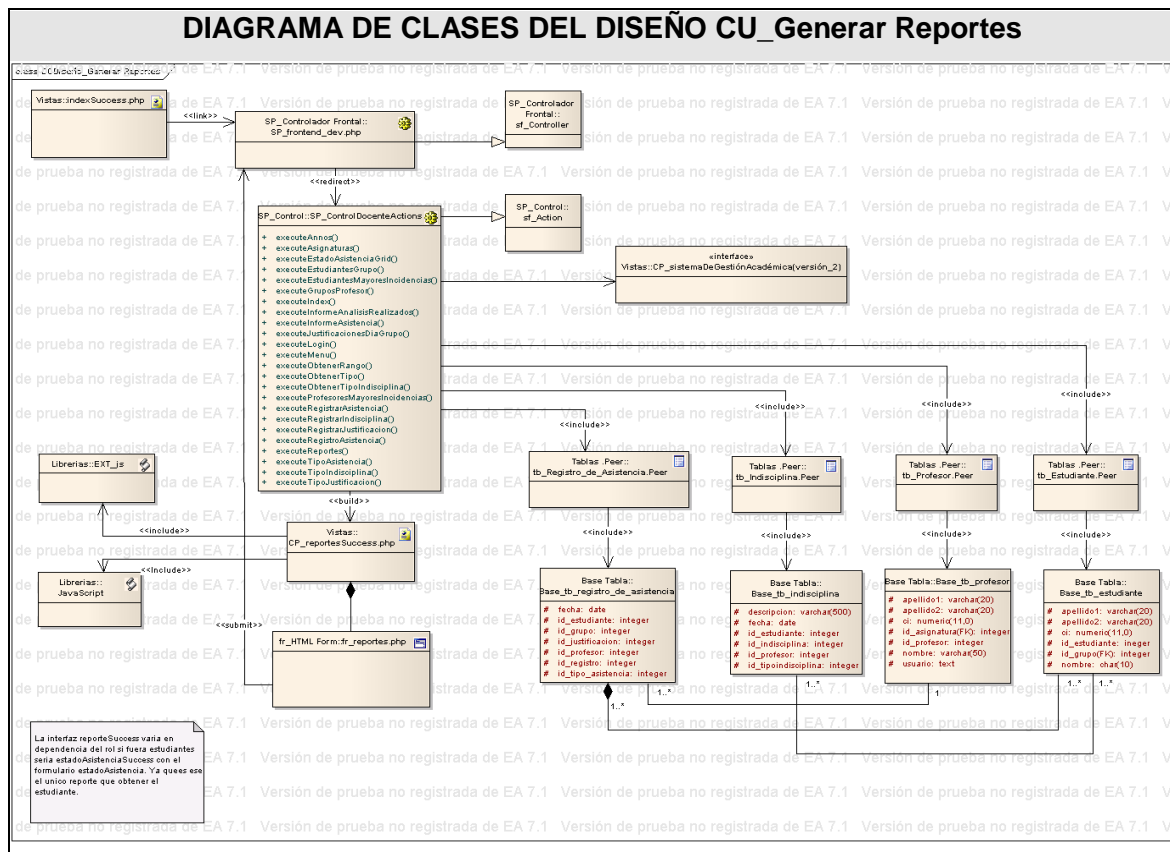 DIAGRAMA DE CLASES DEL DISEÑO CU_Generar Reportes
Versión de prueba no registrada de EA 7.1
Vistas::indexSuccess.php
<<link>>
SP_Controlador Frontal::
SP_frontend_dev.php
SP_Controlador
Frontal::
sf_Controller
<<redirect>>
SP_Control::SP_ControlDocenteActions
+ executeAnnos()
+ executeAsignaturas()
+ executeEstadoAsistenciaGrid()
+ executeEstudiantesGrupo()
+ executeEstudiantesMayoresIncidencias()
+ executeGruposProfesor()
+ executeIndex()
+ executeInformeAnalisisRealizados()
+ executeInformeAsistencia()
+ executeJustificacionesDiaGrupo()
+ executeLogin()
+ executeMenu()
+ executeObtenerRango()
+ executeObtenerTipo()
+ executeObtenerTipoIndisciplina()
+ executeProfesoresMayoresIncidencias()
+ executeRegistrarAsistencia()
+ executeRegistrarIndisciplina()
+ executeRegistrarJustificacion()
+ executeRegistroAsistencia()
+ executeReportes()
+ executeTipoAsistencia()
+ executeTipoIndisciplina()
+ executeTipoJustificacion()
SP_Control::
sf_Action
«interface»
Vistas::CP_sistemaDeGestiónAcadémica(versión_2)
<<include>>
<<include>>
<<include>>
<<include>>
Tablas .Peer::
tb_Registro_de_Asistencia.Peer
Tablas .Peer::
tb_Indisciplina.Peer
Tablas .Peer::
tb_Profesor.Peer
Tablas .Peer::
tb_Estudiante.Peer
Librerias::EXT_js
<<build>>
<<include>>
Vistas::
CP_reportesSuccess.php
<<Include>>
Librerias::
JavaScript
<<include>>
<<include>>
<<include>>
<<include>>
Base Tabla::
Base_tb_registro_de_asistencia
# fecha: date
# id_estudiante: integer
# id_grupo: integer
# id_justificacion: integer
# id_profesor: integer
# id_registro: integer
# id_tipo_asistencia: integer
Base Tabla::
Base_tb_indisciplina
# descripcion: varchar(500)
# fecha: date
# id_estudiante: integer
# id_indisciplina: integer
# id_profesor: integer
# id_tipoindisciplina: integer
Base Tabla::Base_tb_profesor
# apellido1: varchar(20)
# apellido2: varchar(20)
# ci: numeric(11,0)
# id_asignatura(FK): integer
# id_profesor: integer
# nombre: varchar(50)
# usuario: text
Base Tabla::
Base_tb_estudiante
# apellido1: varchar(20)
# apellido2: varchar(20)
# ci: numeric(11,0)
# id_estudiante: integer
# id_grupo(FK): integer
# nombre: char(10)
<<submit>>
fr_HTML Form::fr_reportes.php
1..*
1..*
1
1..*
La interfaz reporteSuccess varia en
dependencia del rol si fuera estudiantes
seria estadoAsistenciaSuccess con el
formulario estadoAsistencia. Ya quees ese
el unico reporte que obtener el
estudiante.